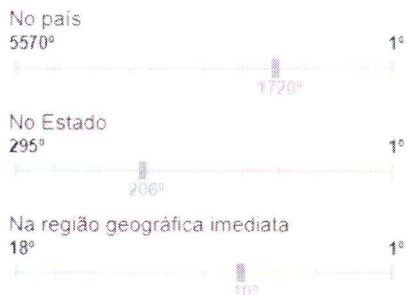 No país
5570º 1º
1720º
No Estado
295º 1º
206º
Na região geográfica imediata
18º 1º
10º